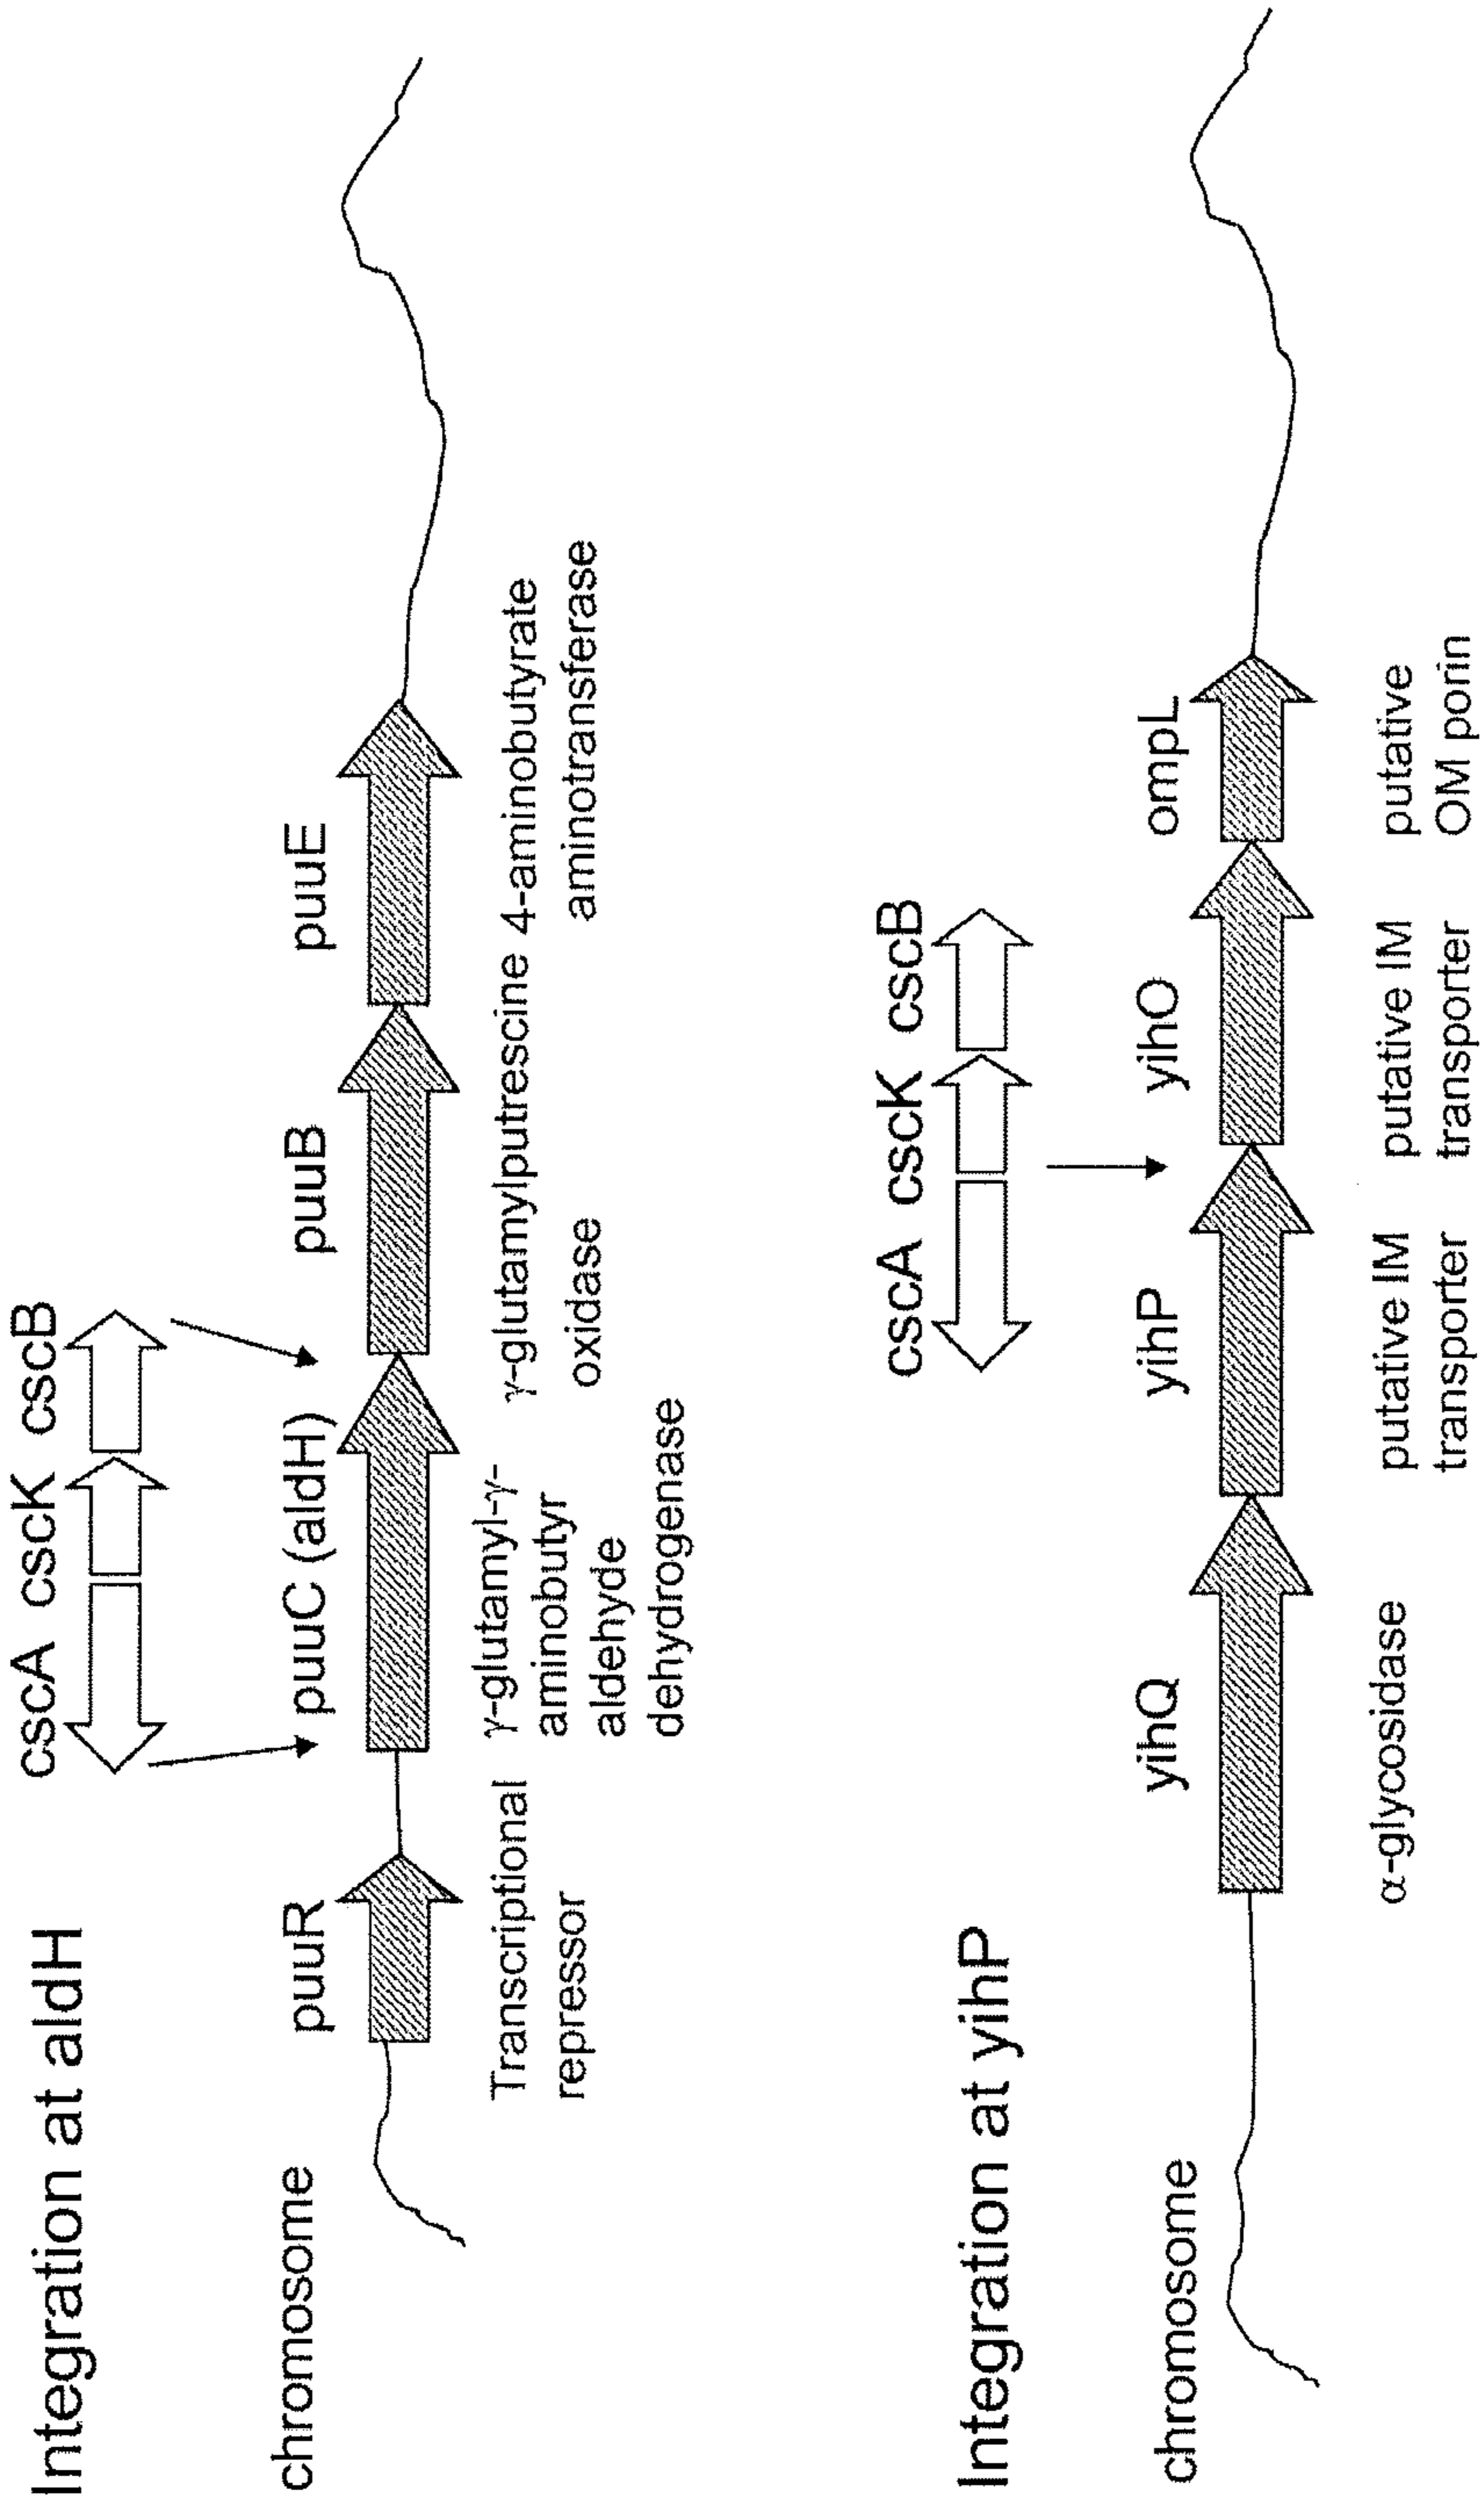 Integration at aldH
cscA cscK cscB
chromosome
puuR puuC (aldH) puuB puuE
Transcriptional
repressor
γ-glutamyl-γ-
aminobutyr
aldehyde
dehydrogenase
γ-glutamylputrescine
oxidase
4-aminobutyrate
aminotransferase
Integration at yihP
cscA cscK cscB
chromosome
yihQ yihP yihO ompL
α-glycosidase
putative IM
transporter
putative IM
transporter
putative
OM porin